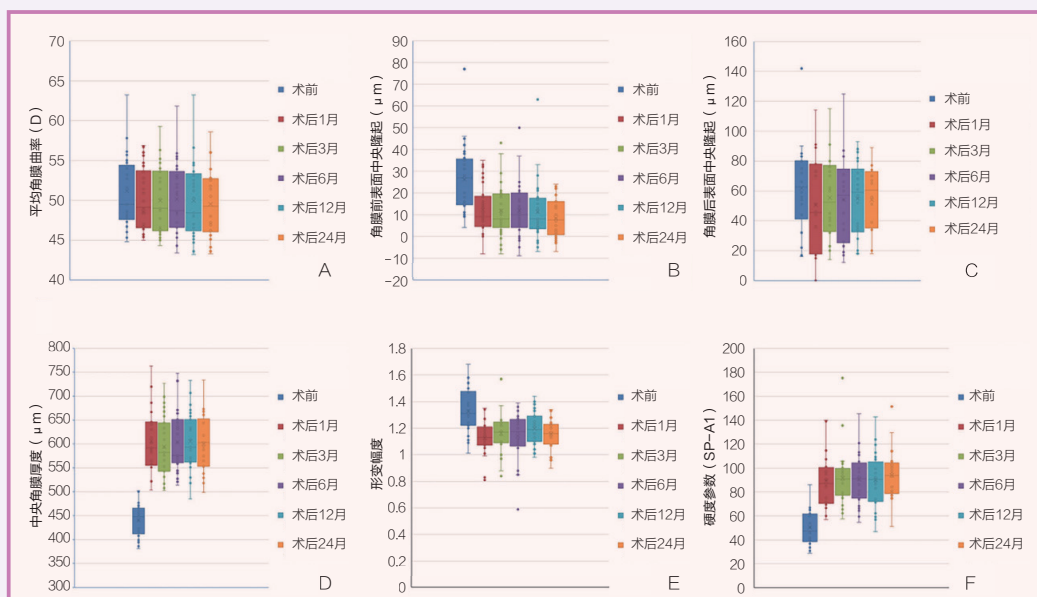 平均角膜曲率（D）
70
65
60
55
50
45
40
术前
术后1月
术后3月
术后6月
术后12月
术后24月
A
角膜前表面中央隆起（μm）
90
80
70
60
50
40
30
20
10
0
−10
−20
术前
术后1月
术后3月
术后6月
术后12月
术后24月
B
角膜后表面中央隆起（μm）
160
140
120
100
80
60
40
20
0
术前
术后1月
术后3月
术后6月
术后12月
术后24月
C
中央角膜厚度（μm）
800
750
700
650
600
550
500
450
400
350
300
术前
术后1月
术后3月
术后6月
术后12月
术后24月
D
形变幅度
1.8
1.6
1.4
1.2
1
0.8
0.6
0.4
0.2
0
术前
术后1月
术后3月
术后6月
术后12月
术后24月
E
硬度参数（SP−A1）
200
180
160
140
120
100
80
60
40
20
0
术前
术后1月
术后3月
术后6月
术后12月
术后24月
F